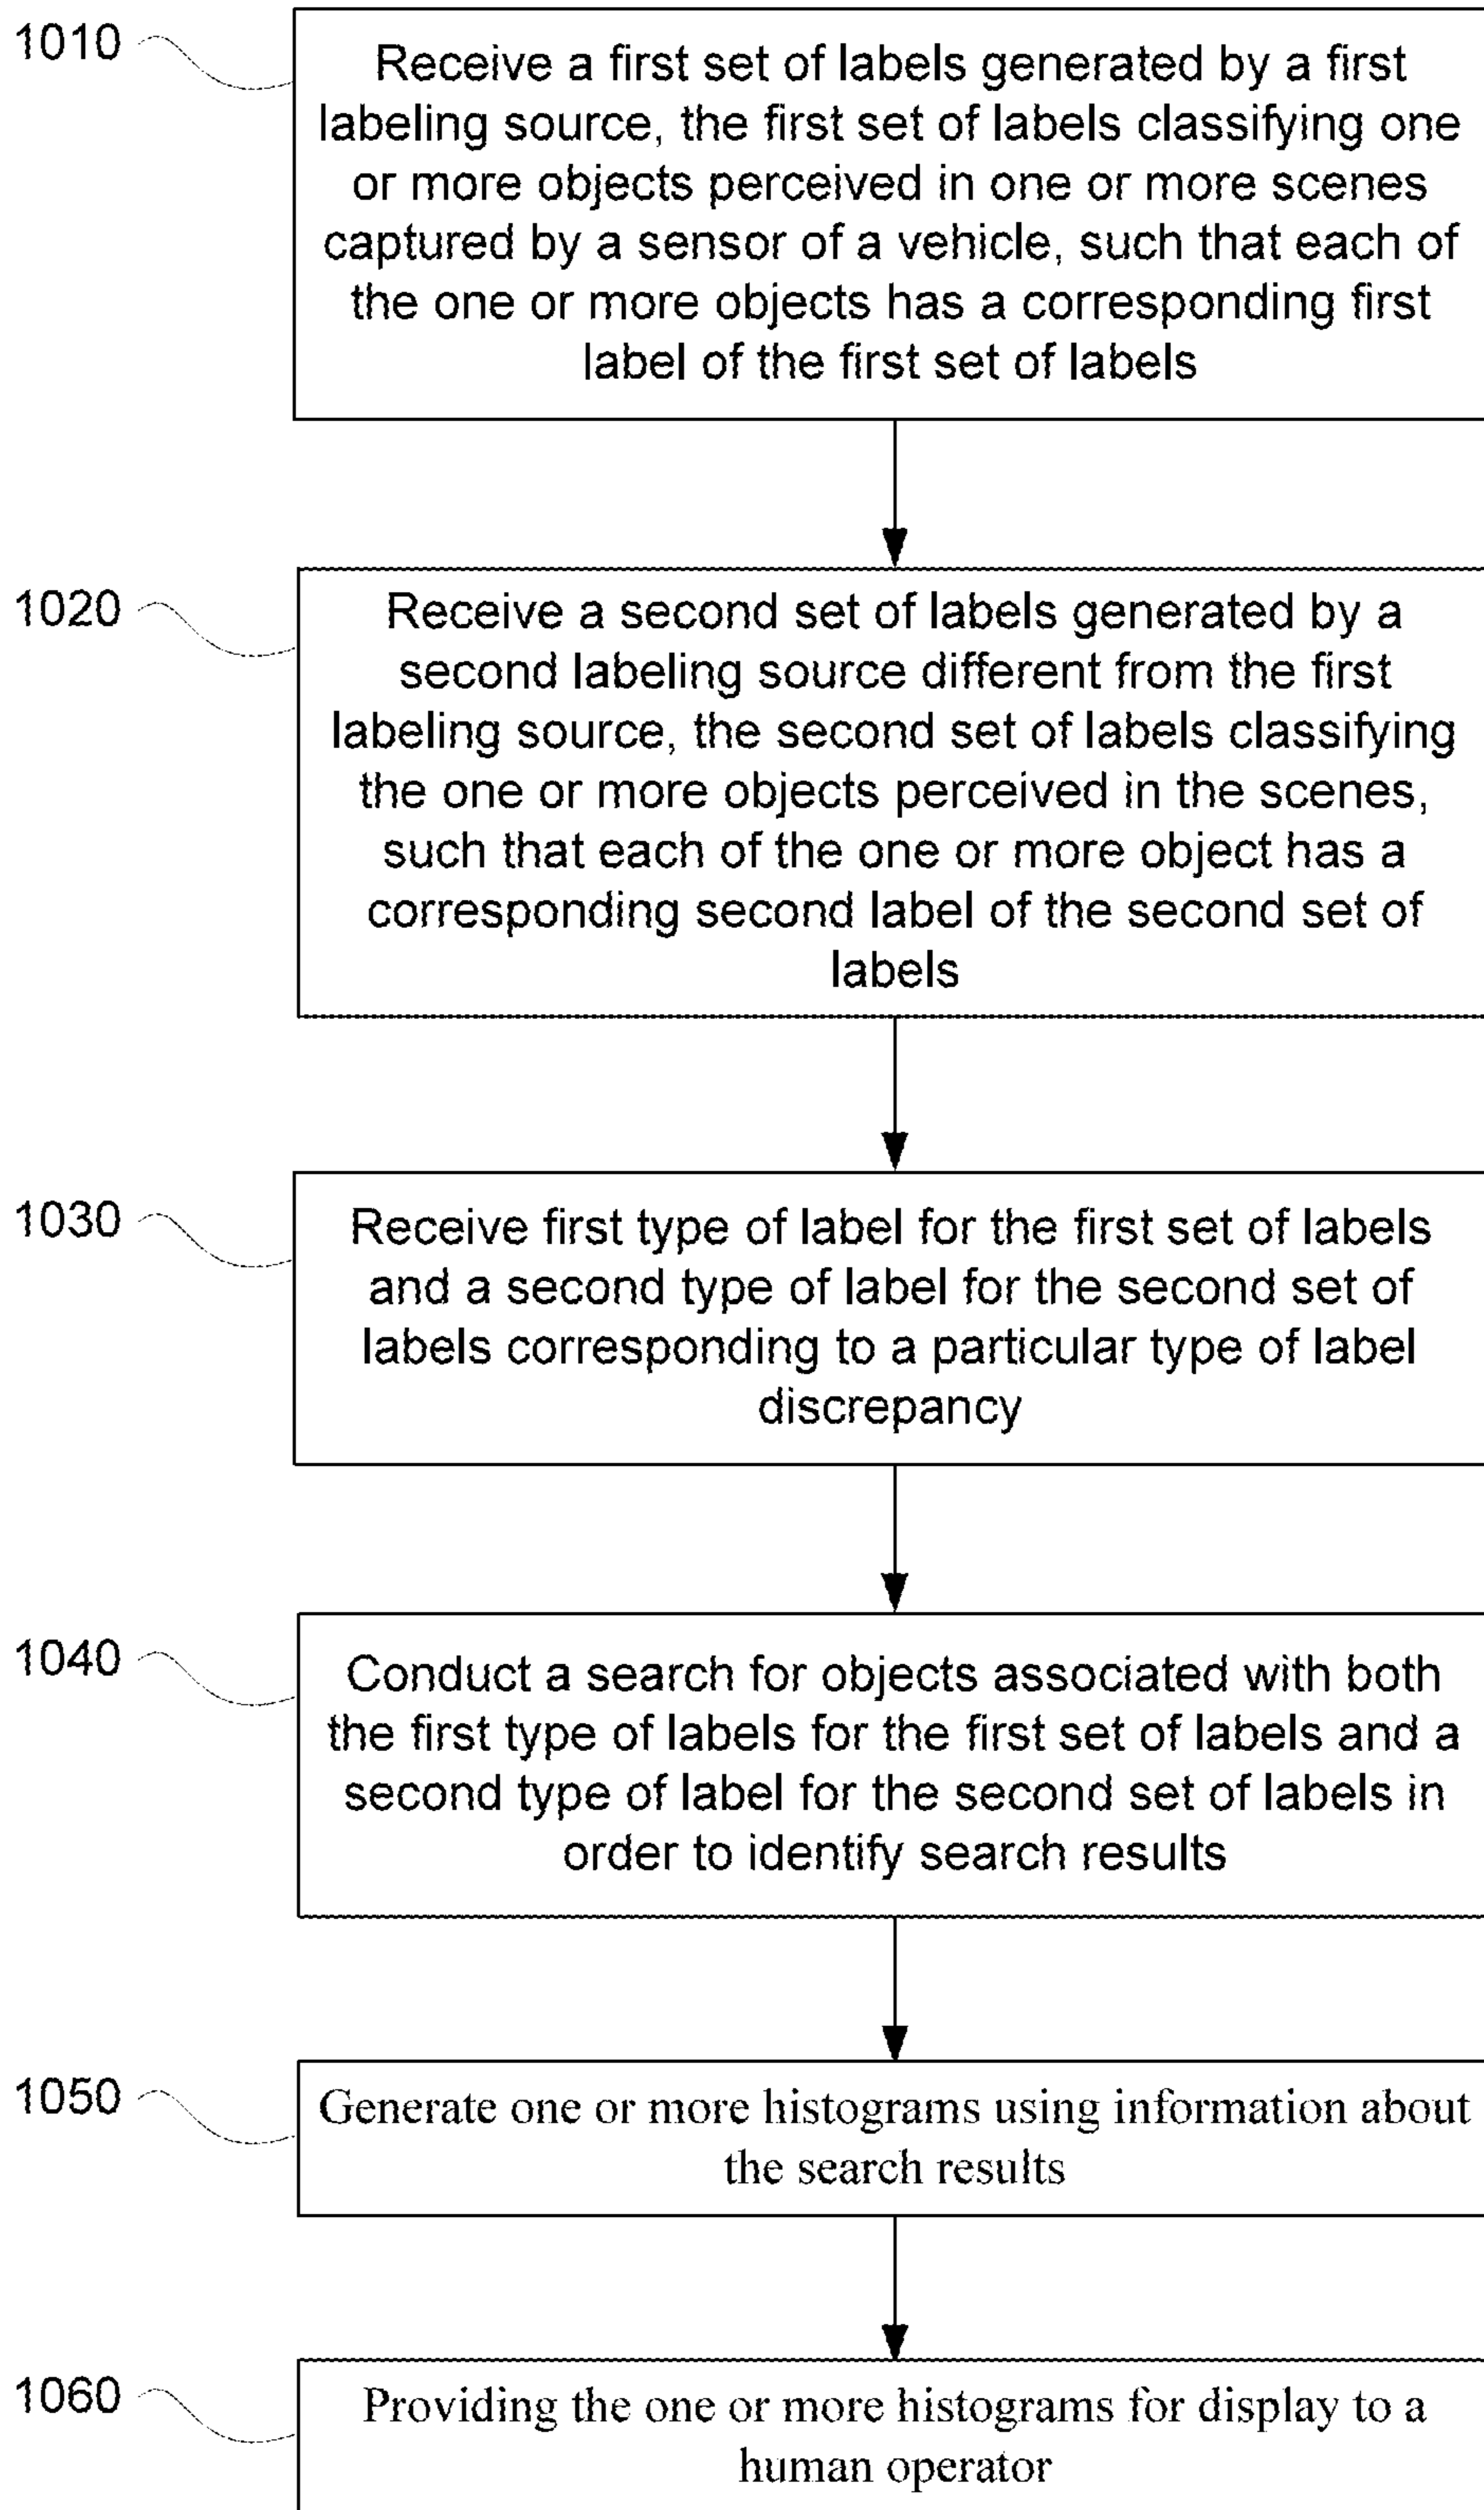 1010
Receive a first set of labels generated by a first
labeling source, the first set of labels classifying one
or more objects perceived in one or more scenes
captured by a sensor of a vehicle, such that each of
the one or more objects has a corresponding first
label of the first set of labels
1020
Receive a second set of labels generated by a
second labeling source different from the first
labeling source, the second set of labels classifying
the one or more objects perceived in the scenes,
such that each of the one or more object has a
corresponding second label of the second set of
labels
1030
Receive first type of label for the first set of labels
and a second type of label for the second set of
labels corresponding to a particular type of label
discrepancy
1040
Conduct a search for objects associated with both
the first type of labels for the first set of labels and a
second type of label for the second set of labels in
order to identify search results
1050
Generate one or more histograms using information about
the search results
1060
Providing the one or more histograms for display to a
human operator